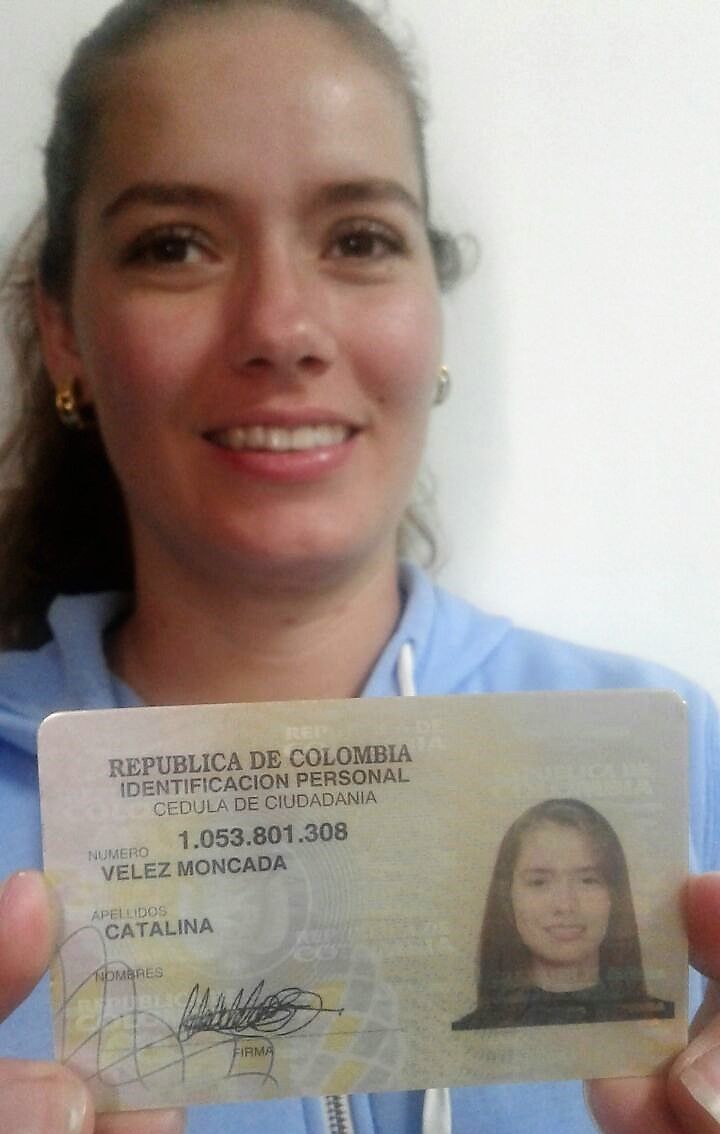 REPUBLICA DE COLOMBIA
IDENTIFICACION PERSONAL
CEDULA DE CIUDADANIA
NUMERO 1.053.801.308
VELEZ MONCADA
APELLIDOS
CATALINA
NOMBRES
FIRMA